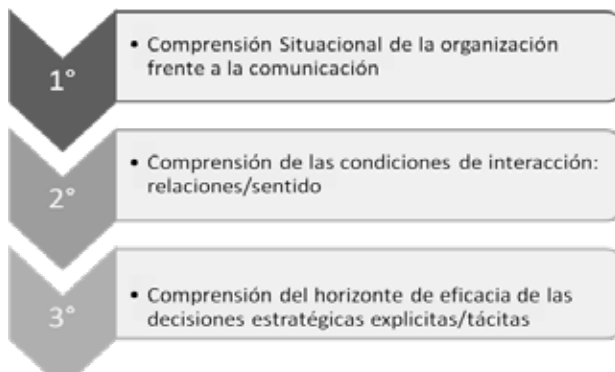 1°
• Comprensión Situacional de la organización
frente a la comunicación
2°
• Comprensión de las condiciones de interacción:
relaciones/sentido
3°
• Comprensión del horizonte de eficacia de las
decisiones estratégicas explicitas/tácitas